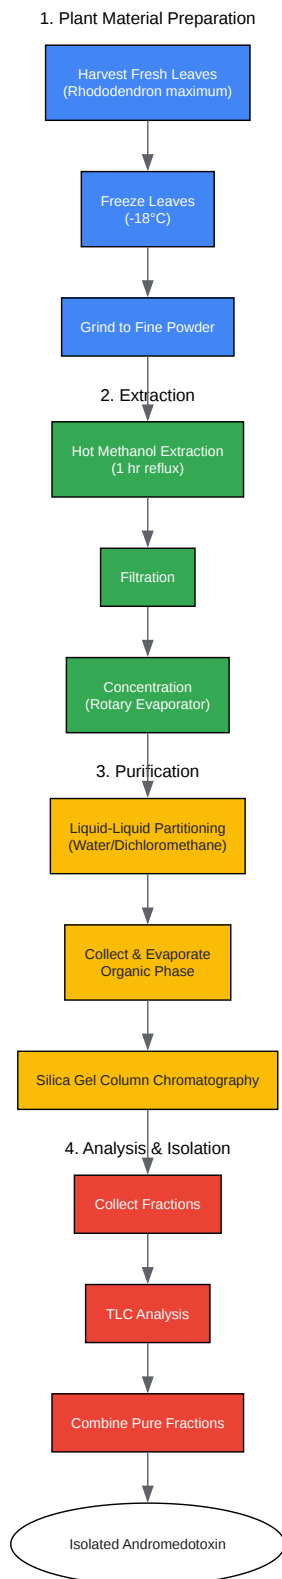 1. Plant Material Preparation
Harvest Fresh Leaves
(Rhododendron maximum)
Freeze Leaves
(-18°C)
Grind to Fine Powder
2. Extraction
Hot Methanol Extraction
(1 hr reflux)
Filtration
Concentration
(Rotary Evaporator)
3. Purification
Liquid-Liquid Partitioning
(Water/Dichloromethane)
Collect & Evaporate
Organic Phase
Silica Gel Column Chromatography
4. Analysis & Isolation
Collect Fractions
TLC Analysis
Combine Pure Fractions
Isolated Andromedotoxin